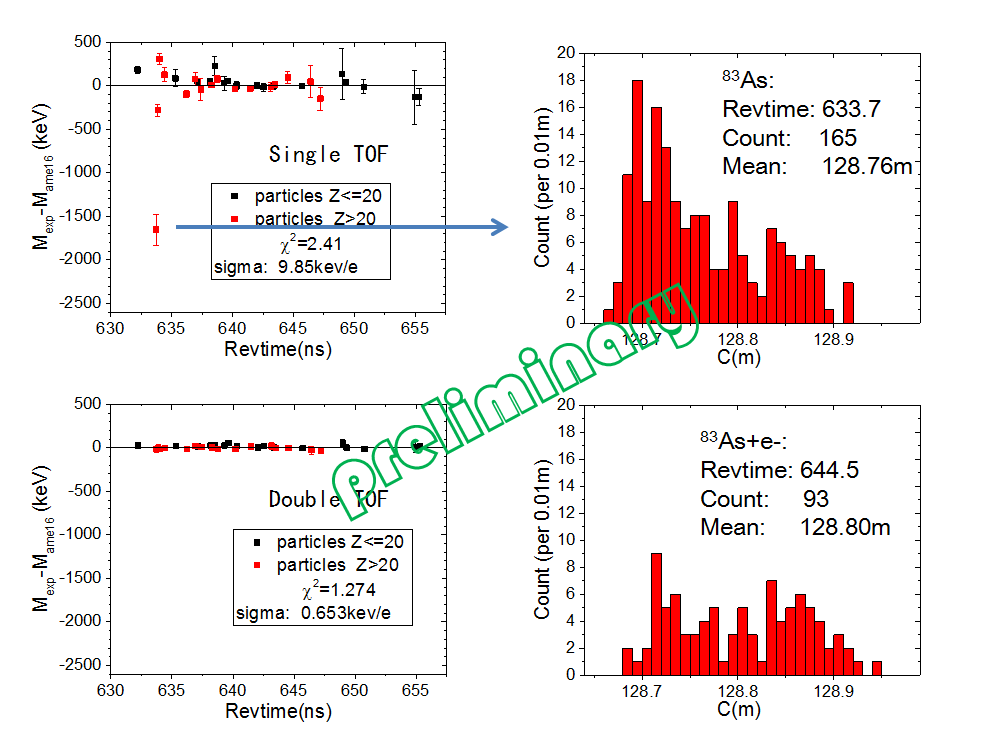 500
0
-500
-1000
-1500
-2000
-2500
M_exp-M_ame16 (keV)
Single TOF
particles Z<=20
particles Z>20
χ²=2.41
sigma: 9.85kev/e
630 635 640 645 650 655
Revtime(ns)
20
18
16
14
12
10
8
6
4
2
0
Count (per 0.01m)
⁸³As:
Revtime: 633.7
Count: 165
Mean: 128.76m
128.7 128.8 128.9
C(m)
preliminary
500
0
-500
-1000
-1500
-2000
-2500
M_exp-M_ame16 (keV)
Double TOF
particles Z<=20
particles Z>20
χ²=1.274
sigma: 0.653kev/e
630 635 640 645 650 655
Revtime(ns)
20
18
16
14
12
10
8
6
4
2
0
Count (per 0.01m)
⁸³As+e-:
Revtime: 644.5
Count: 93
Mean: 128.80m
128.7 128.8 128.9
C(m)